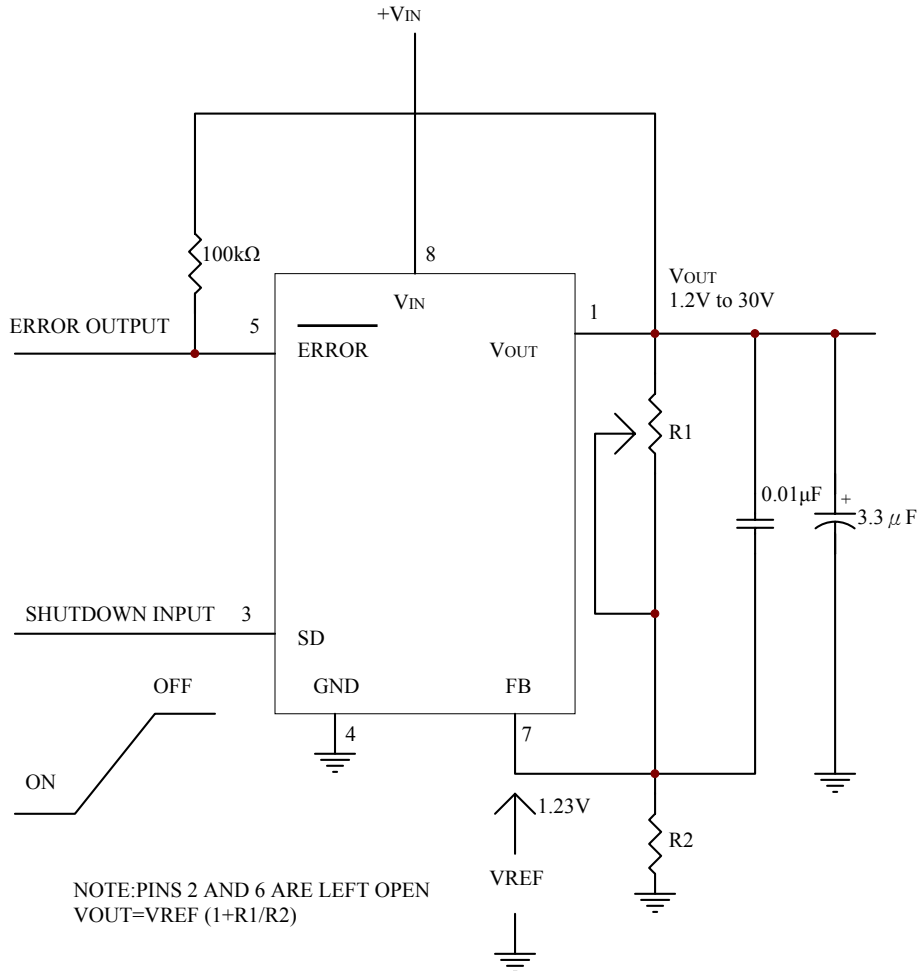 +VIN
100kΩ
8
VIN
VOUT
1.2V to 30V
1
ERROR OUTPUT
5
ERROR
VOUT
R1
0.01μF
+
3.3 μ F
SHUTDOWN INPUT
3
SD
GND
FB
OFF
4
7
ON
1.23V
R2
VREF
NOTE:PINS 2 AND 6 ARE LEFT OPEN
VOUT=VREF (1+R1/R2)